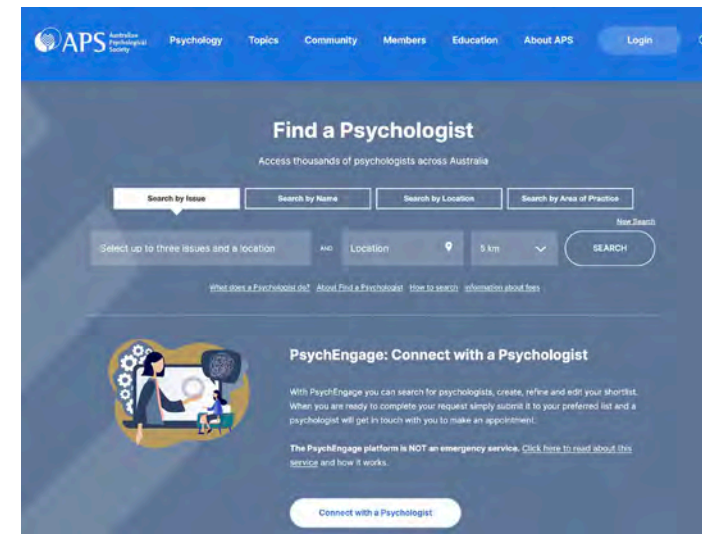 APS Australian Psychological Society
Psychology Topics Community Members Education About APS Login
Find a Psychologist
Access thousands of psychologists across Australia
Search by Issue Search by Name Search by Location Search by Area of Practice
New Search
Select up to three issues and a location AND Location 5 km SEARCH
What does a Psychologist do? About Find a Psychologist How to search Information about fees
PsychEngage: Connect with a Psychologist
With PsychEngage you can search for psychologists, create, refine and edit your shortlist.
When you are ready to complete your request simply submit it to your preferred list and a
psychologist will get in touch with you to make an appointment.
The PsychEngage platform is NOT an emergency service. Click here to read about this
service and how it works.
Connect with a Psychologist